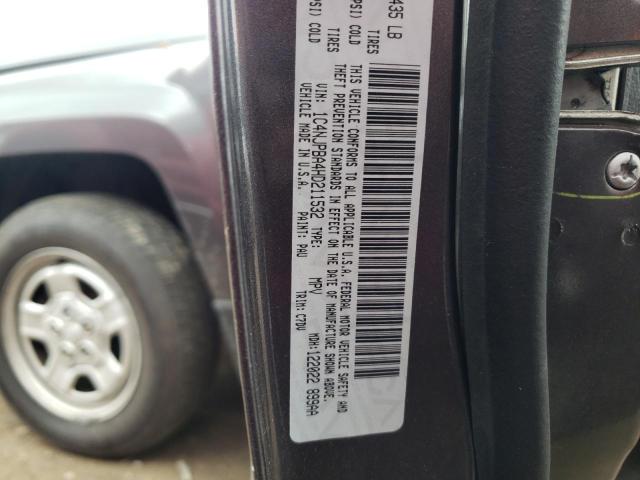 435 LB
PSI) COLD TIRES
PSI) COLD TIRES
THIS VEHICLE CONFORMS TO ALL APPLICABLE U.S.A. FEDERAL MOTOR VEHICLE SAFETY AND
THEFT PREVENTION STANDARDS IN EFFECT ON THE DATE OF MANUFACTURE SHOWN ABOVE.
VIN: 1C4NJPBA4HD211532 TYPE: MPV MDH: 122022 899AA
VEHICLE MADE IN U.S.A. PAINT: PAU TRIM: C7DV